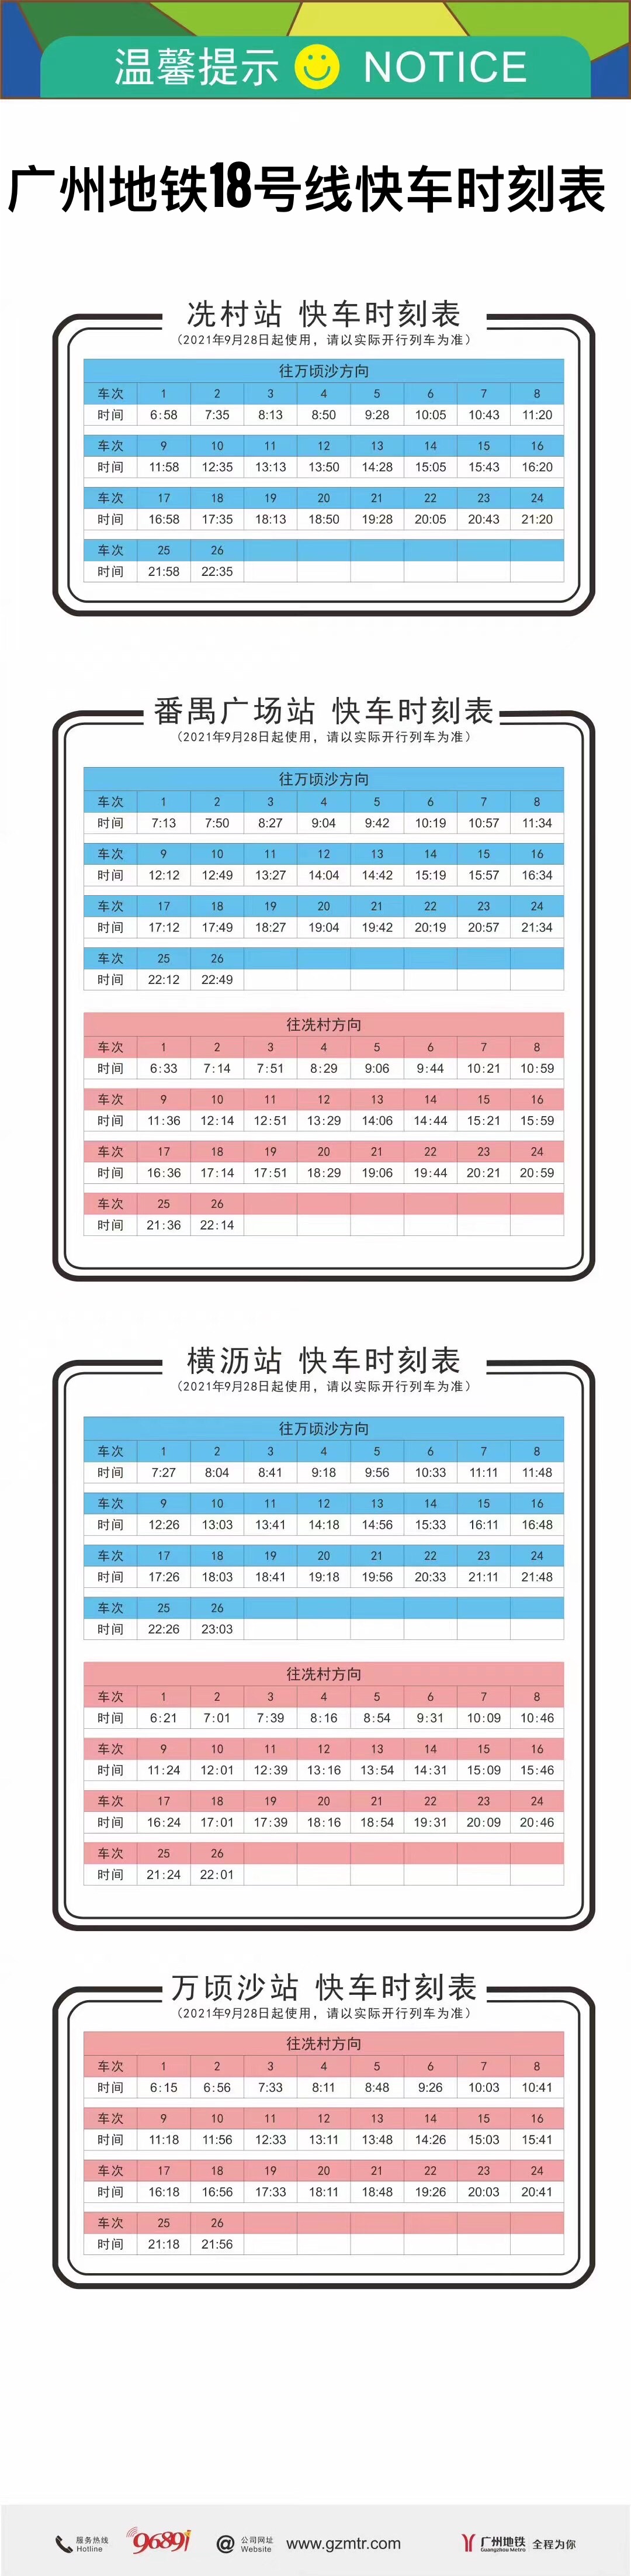 温馨提示 NOTICE
广州地铁18号线快车时刻表
冼村站 快车时刻表
(2021年9月28日起使用，请以实际开行列车为准)
往万顷沙方向
车次 1 2 3 4 5 6 7 8
时间 6:58 7:35 8:13 8:50 9:28 10:05 10:43 11:20
车次 9 10 11 12 13 14 15 16
时间 11:58 12:35 13:13 13:50 14:28 15:05 15:43 16:20
车次 17 18 19 20 21 22 23 24
时间 16:58 17:35 18:13 18:50 19:28 20:05 20:43 21:20
车次 25 26
时间 21:58 22:35
番禺广场站 快车时刻表
(2021年9月28日起使用，请以实际开行列车为准)
往万顷沙方向
车次 1 2 3 4 5 6 7 8
时间 7:13 7:50 8:27 9:04 9:42 10:19 10:57 11:34
车次 9 10 11 12 13 14 15 16
时间 12:12 12:49 13:27 14:04 14:42 15:19 15:57 16:34
车次 17 18 19 20 21 22 23 24
时间 17:12 17:49 18:27 19:04 19:42 20:19 20:57 21:34
车次 25 26
时间 22:12 22:49
往冼村方向
车次 1 2 3 4 5 6 7 8
时间 6:33 7:14 7:51 8:29 9:06 9:44 10:21 10:59
车次 9 10 11 12 13 14 15 16
时间 11:36 12:14 12:51 13:29 14:06 14:44 15:21 15:59
车次 17 18 19 20 21 22 23 24
时间 16:36 17:14 17:51 18:29 19:06 19:44 20:21 20:59
车次 25 26
时间 21:36 22:14
横沥站 快车时刻表
(2021年9月28日起使用，请以实际开行列车为准)
往万顷沙方向
车次 1 2 3 4 5 6 7 8
时间 7:27 8:04 8:41 9:18 9:56 10:33 11:11 11:48
车次 9 10 11 12 13 14 15 16
时间 12:26 13:03 13:41 14:18 14:56 15:33 16:11 16:48
车次 17 18 19 20 21 22 23 24
时间 17:26 18:03 18:41 19:18 19:56 20:33 21:11 21:48
车次 25 26
时间 22:26 23:03
往冼村方向
车次 1 2 3 4 5 6 7 8
时间 6:21 7:01 7:39 8:16 8:54 9:31 10:09 10:46
车次 9 10 11 12 13 14 15 16
时间 11:24 12:01 12:39 13:16 13:54 14:31 15:09 15:46
车次 17 18 19 20 21 22 23 24
时间 16:24 17:01 17:39 18:16 18:54 19:31 20:09 20:46
车次 25 26
时间 21:24 22:01
万顷沙站 快车时刻表
(2021年9月28日起使用，请以实际开行列车为准)
往冼村方向
车次 1 2 3 4 5 6 7 8
时间 6:15 6:56 7:33 8:11 8:48 9:26 10:03 10:41
车次 9 10 11 12 13 14 15 16
时间 11:18 11:56 12:33 13:11 13:48 14:26 15:03 15:41
车次 17 18 19 20 21 22 23 24
时间 16:18 16:56 17:33 18:11 18:48 19:26 20:03 20:41
车次 25 26
时间 21:18 21:56
服务热线 Hotline 96891 @ 公司网址 Website www.gzmtr.com 广州地铁 Guangzhou Metro 全程为你